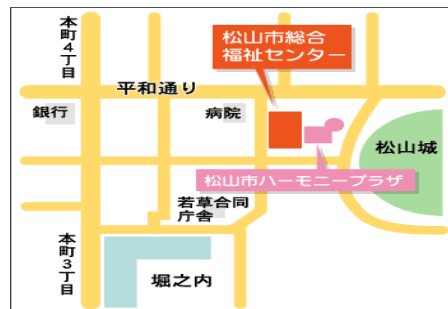 本町4丁目
松山市総合
福祉センター
平和通り
銀行
病院
松山城
松山市ハーモニープラザ
若草合同
庁舎
本町3丁目
堀之内